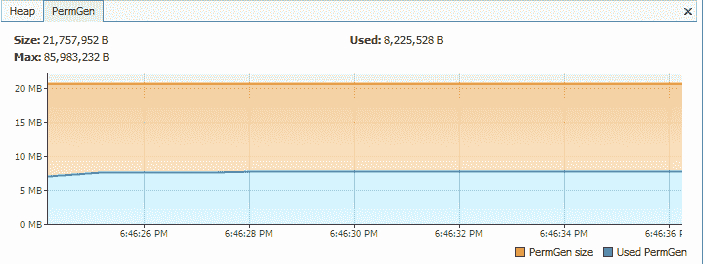 Heap PermGen
Size: 21,757,952 B Used: 8,225,528 B
Max: 85,983,232 B
20 MB
15 MB
10 MB
5 MB
0 MB
6:46:26 PM 6:46:28 PM 6:46:30 PM 6:46:32 PM 6:46:34 PM 6:46:36 P
PermGen size Used PermGen